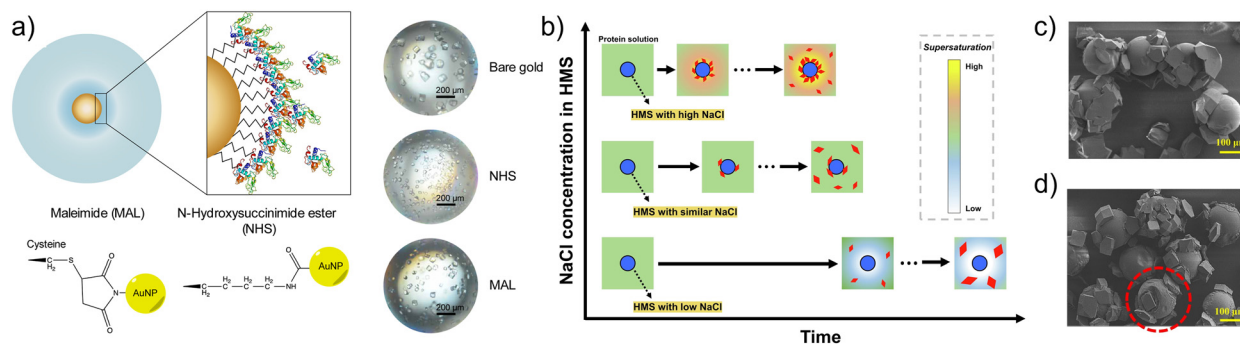 a)
Maleimide (MAL)
N-Hydroxysuccinimide ester
(NHS)
Cysteine
S
C
H₂
O
N
O
AuNP
C
H₂
H₂
C
C
H₂
H₂
C
NH
O
AuNP
Bare gold
200 µm
NHS
200 µm
MAL
200 µm
b)
NaCl concentration in HMS
Protein solution
HMS with high NaCl
HMS with similar NaCl
HMS with low NaCl
Supersaturation
High
Low
Time
c)
100 µm
d)
100 µm